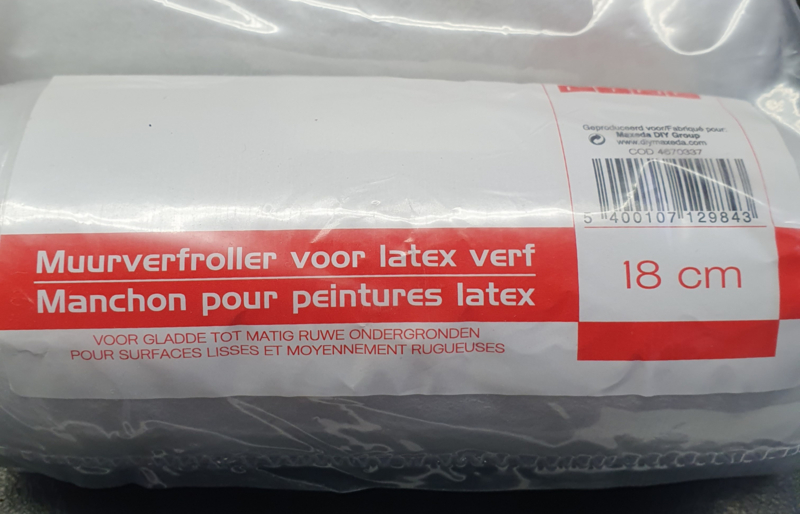 Geproduceerd voor/Fabriqué pour:
Maxeda DIY Group
www.diymaxeda.com
COD 4670337
5 400107 129843
18 cm
Muurverfroller voor latex verf
Manchon pour peintures latex
VOOR GLADDE TOT MATIG RUWE ONDERGRONDEN
POUR SURFACES LISSES ET MOYENNEMENT RUGUEUSES